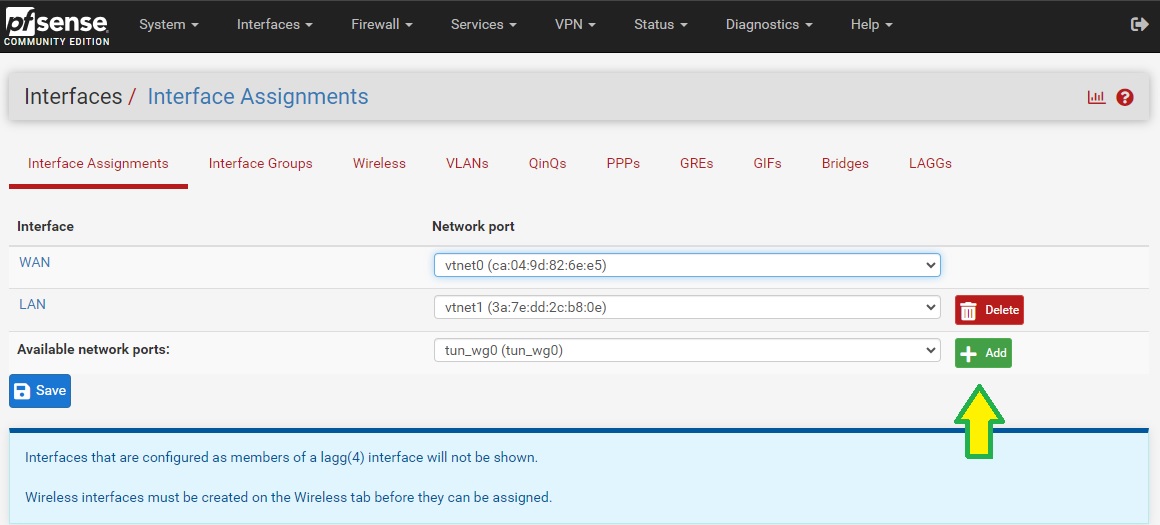 pfsense
COMMUNITY EDITION
System Interfaces Firewall Services VPN Status Diagnostics Help
Interfaces / Interface Assignments
Interface Assignments Interface Groups Wireless VLANs QinQs PPPs GREs GIFs Bridges LAGGs
Interface Network port
WAN vtnet0 (ca:04:9d:82:6e:e5)
LAN vtnet1 (3a:7e:dd:2c:b8:0e) Delete
Available network ports: tun_wg0 (tun_wg0) Add
Save
Interfaces that are configured as members of a lagg(4) interface will not be shown.
Wireless interfaces must be created on the Wireless tab before they can be assigned.